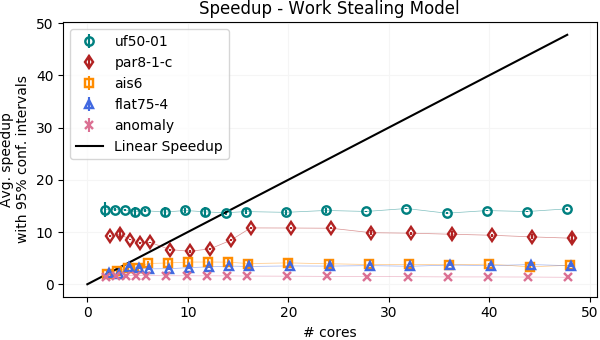 Speedup - Work Stealing Model
Avg. speedup
with 95% conf. intervals
50
40
30
20
10
0
uf50-01
par8-1-c
ais6
flat75-4
anomaly
Linear Speedup
0 10 20 30 40 50
# cores